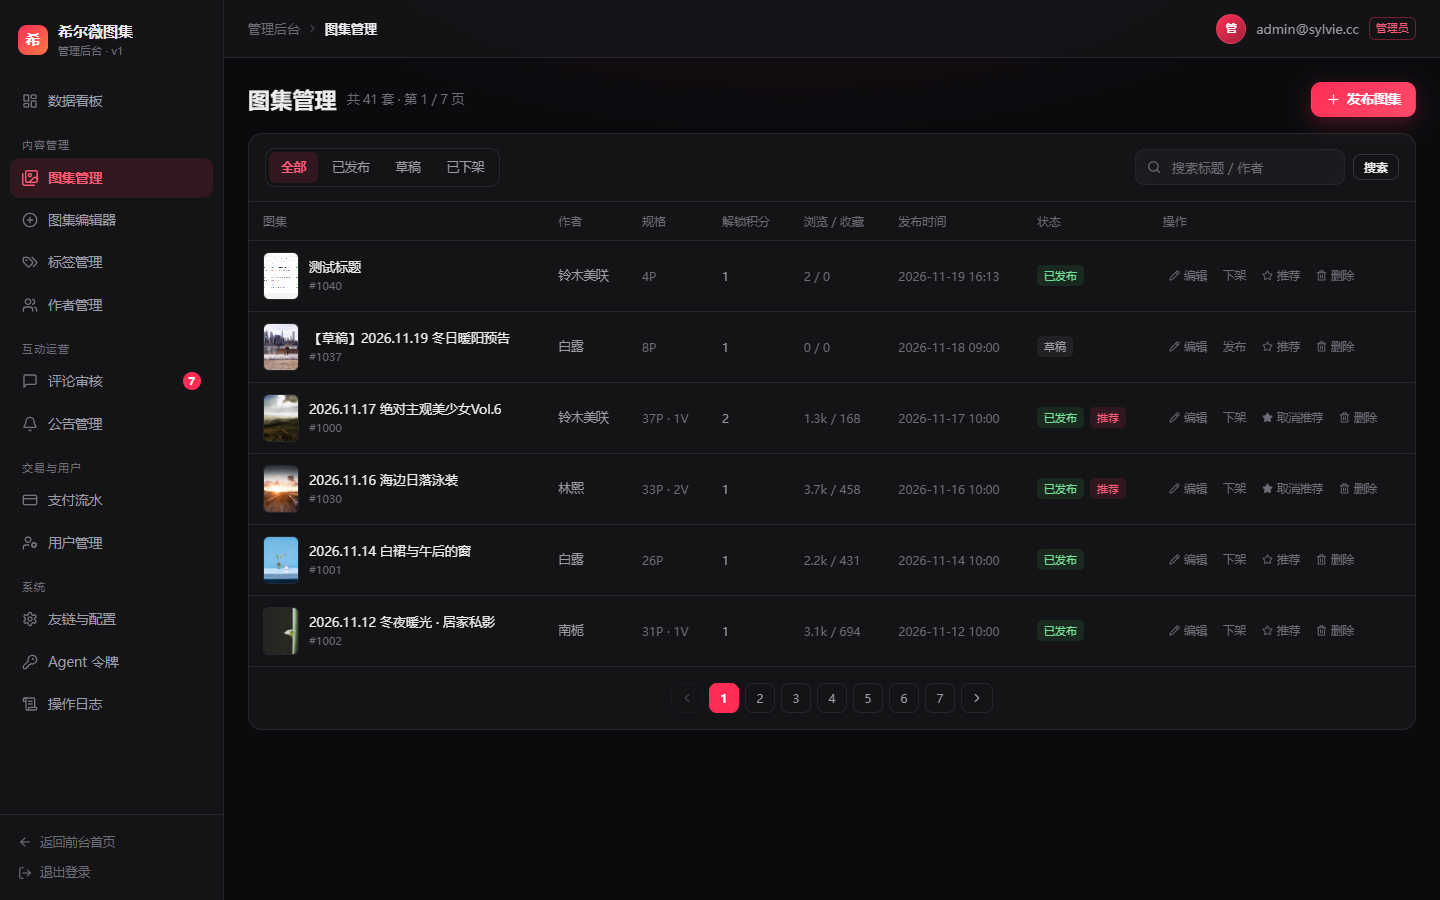 希 希尔薇图集
管理后台 · v1
数据看板
内容管理
图集管理
图集编辑器
标签管理
作者管理
互动运营
评论审核 7
公告管理
交易与用户
支付流水
用户管理
系统
友链与配置
Agent 令牌
操作日志
返回前台首页
退出登录
管理后台 > 图集管理
管 admin@sylvie.cc 管理员
图集管理 共 41 套 · 第 1 / 7 页
+ 发布图集
全部 已发布 草稿 已下架
搜索标题 / 作者 搜索
图集 作者 规格 解锁积分 浏览 / 收藏 发布时间 状态 操作
测试标题 铃木美咲 4P 1 2 / 0 2026-11-19 16:13 已发布 编辑 下架 推荐 删除
#1040
【草稿】2026.11.19 冬日暖阳预告 白露 8P 1 0 / 0 2026-11-18 09:00 草稿 编辑 发布 推荐 删除
#1037
2026.11.17 绝对主观美少女Vol.6 铃木美咲 37P · 1V 2 1.3k / 168 2026-11-17 10:00 已发布 推荐 编辑 下架 取消推荐 删除
#1000
2026.11.16 海边日落泳装 林熙 33P · 2V 1 3.7k / 458 2026-11-16 10:00 已发布 推荐 编辑 下架 取消推荐 删除
#1030
2026.11.14 白裙与午后的窗 白露 26P 1 2.2k / 431 2026-11-14 10:00 已发布 编辑 下架 推荐 删除
#1001
2026.11.12 冬夜暖光 · 居家私影 南栀 31P · 1V 1 3.1k / 694 2026-11-12 10:00 已发布 编辑 下架 推荐 删除
#1002
1 2 3 4 5 6 7